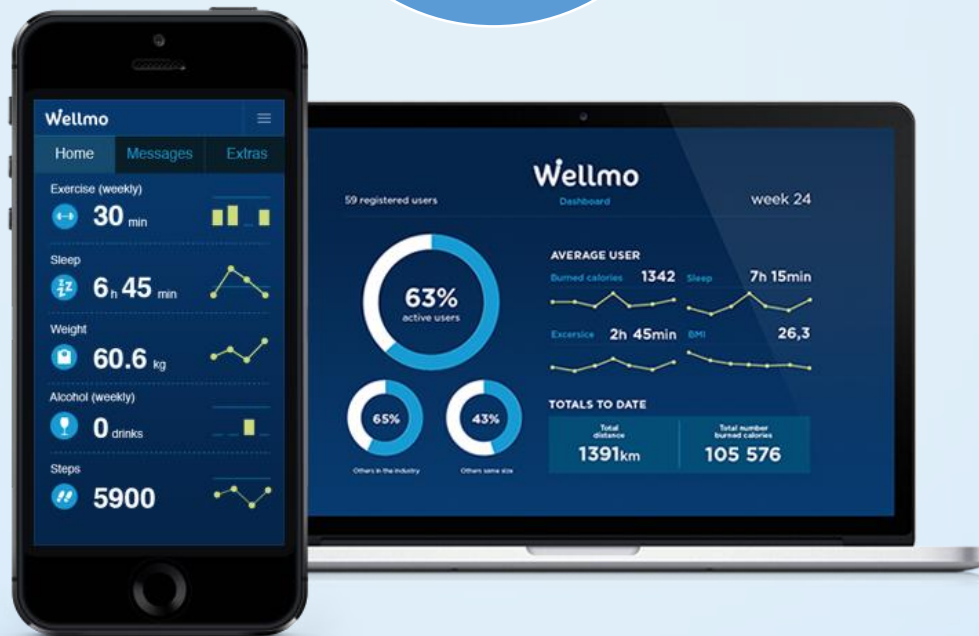 Wellmo
Home Messages Extras
Exercise (weekly)
30 min
Sleep
6 h 45 min
Weight
60.6 kg
Alcohol (weekly)
0 drinks
Steps
5900
Wellmo
59 registered users Dashboard week 24
63%
active users
65%
Others in the industry
43%
Others same size
AVERAGE USER
Burned calories 1342 Sleep 7h 15min
Excersice 2h 45min BMI 26,3
TOTALS TO DATE
Total
distance
1391km
Total number
burned calories
105 576